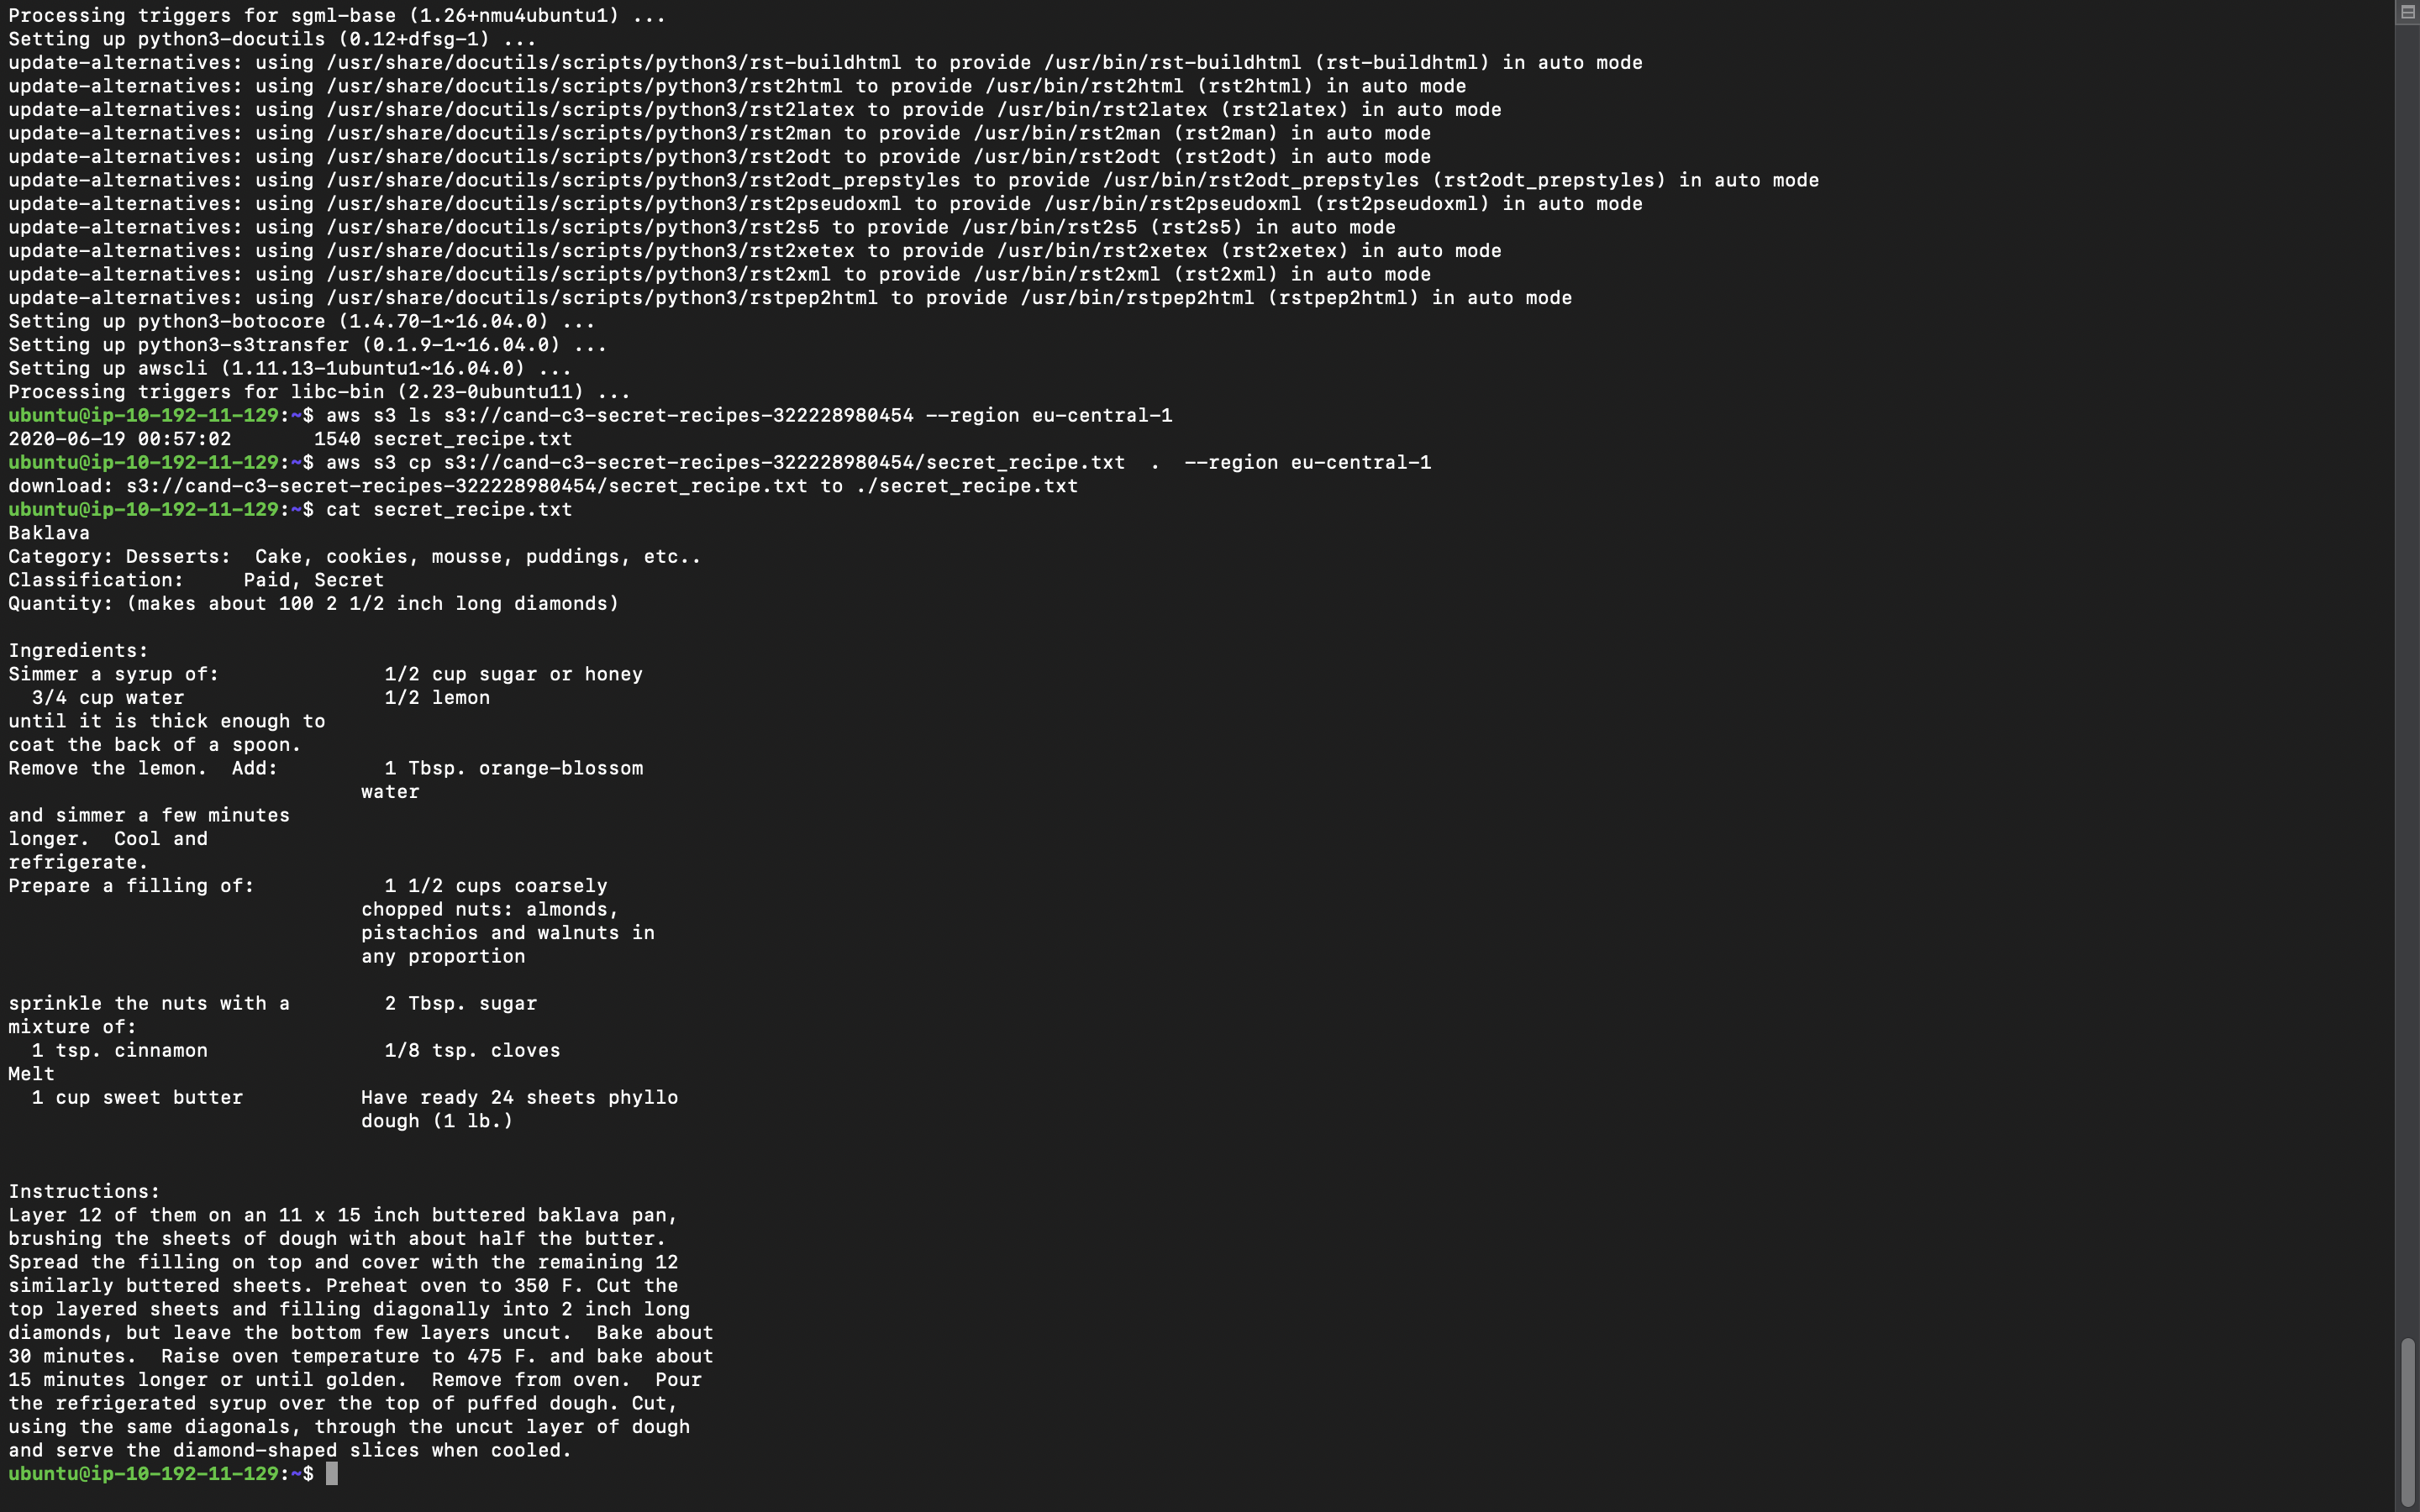 Processing triggers for sgml-base (1.26+nmu4ubuntu1) ...
Setting up python3-docutils (0.12+dfsg-1) ...
update-alternatives: using /usr/share/docutils/scripts/python3/rst-buildhtml to provide /usr/bin/rst-buildhtml (rst-buildhtml) in auto mode
update-alternatives: using /usr/share/docutils/scripts/python3/rst2html to provide /usr/bin/rst2html (rst2html) in auto mode
update-alternatives: using /usr/share/docutils/scripts/python3/rst2latex to provide /usr/bin/rst2latex (rst2latex) in auto mode
update-alternatives: using /usr/share/docutils/scripts/python3/rst2man to provide /usr/bin/rst2man (rst2man) in auto mode
update-alternatives: using /usr/share/docutils/scripts/python3/rst2odt to provide /usr/bin/rst2odt (rst2odt) in auto mode
update-alternatives: using /usr/share/docutils/scripts/python3/rst2odt_prepstyles to provide /usr/bin/rst2odt_prepstyles (rst2odt_prepstyles) in auto mode
update-alternatives: using /usr/share/docutils/scripts/python3/rst2pseudoxml to provide /usr/bin/rst2pseudoxml (rst2pseudoxml) in auto mode
update-alternatives: using /usr/share/docutils/scripts/python3/rst2s5 to provide /usr/bin/rst2s5 (rst2s5) in auto mode
update-alternatives: using /usr/share/docutils/scripts/python3/rst2xetex to provide /usr/bin/rst2xetex (rst2xetex) in auto mode
update-alternatives: using /usr/share/docutils/scripts/python3/rst2xml to provide /usr/bin/rst2xml (rst2xml) in auto mode
update-alternatives: using /usr/share/docutils/scripts/python3/rstpep2html to provide /usr/bin/rstpep2html (rstpep2html) in auto mode
Setting up python3-botocore (1.4.70-1~16.04.0) ...
Setting up python3-s3transfer (0.1.9-1~16.04.0) ...
Setting up awscli (1.11.13-1ubuntu1~16.04.0) ...
Processing triggers for libc-bin (2.23-0ubuntu11) ...
ubuntu@ip-10-192-11-129:~$ aws s3 ls s3://cand-c3-secret-recipes-322228980454 --region eu-central-1
2020-06-19 00:57:02       1540 secret_recipe.txt
ubuntu@ip-10-192-11-129:~$ aws s3 cp s3://cand-c3-secret-recipes-322228980454/secret_recipe.txt  .  --region eu-central-1
download: s3://cand-c3-secret-recipes-322228980454/secret_recipe.txt to ./secret_recipe.txt
ubuntu@ip-10-192-11-129:~$ cat secret_recipe.txt
Baklava
Category: Desserts:  Cake, cookies, mousse, puddings, etc..
Classification:     Paid, Secret
Quantity: (makes about 100 2 1/2 inch long diamonds)

Ingredients:
Simmer a syrup of:              1/2 cup sugar or honey
  3/4 cup water                 1/2 lemon
until it is thick enough to
coat the back of a spoon.
Remove the lemon.  Add:         1 Tbsp. orange-blossom
                              water
and simmer a few minutes
longer.  Cool and
refrigerate.
Prepare a filling of:           1 1/2 cups coarsely
                              chopped nuts: almonds,
                              pistachios and walnuts in
                              any proportion

sprinkle the nuts with a        2 Tbsp. sugar
mixture of:
  1 tsp. cinnamon               1/8 tsp. cloves
Melt
  1 cup sweet butter          Have ready 24 sheets phyllo
                              dough (1 lb.)

Instructions:
Layer 12 of them on an 11 x 15 inch buttered baklava pan,
brushing the sheets of dough with about half the butter.
Spread the filling on top and cover with the remaining 12
similarly buttered sheets. Preheat oven to 350 F. Cut the
top layered sheets and filling diagonally into 2 inch long
diamonds, but leave the bottom few layers uncut.  Bake about
30 minutes.  Raise oven temperature to 475 F. and bake about
15 minutes longer or until golden.  Remove from oven.  Pour
the refrigerated syrup over the top of puffed dough. Cut,
using the same diagonals, through the uncut layer of dough
and serve the diamond-shaped slices when cooled.
ubuntu@ip-10-192-11-129:~$